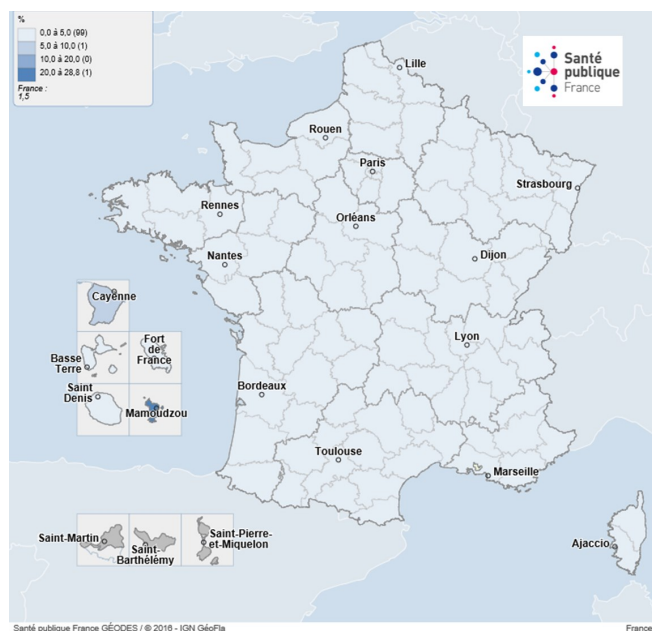 %
0,0 à 5,0 (99)
5,0 à 10,0 (1)
10,0 à 20,0 (0)
20,0 à 28,8 (1)
France :
1,5
Santé
publique
France
Lille
Rouen
Paris
Strasbourg
Rennes
Orléans
Nantes
Dijon
Cayenne
Lyon
Fort
de
France
Basse
Terre
Saint
Denis
Mamoudzou
Bordeaux
Toulouse
Marseille
Saint-Martin
Saint-
Barthélémy
Saint-Pierre-
et-Miquelon
Ajaccio
Santé publique France GÉODES / © 2016 - IGN GéoFla
France